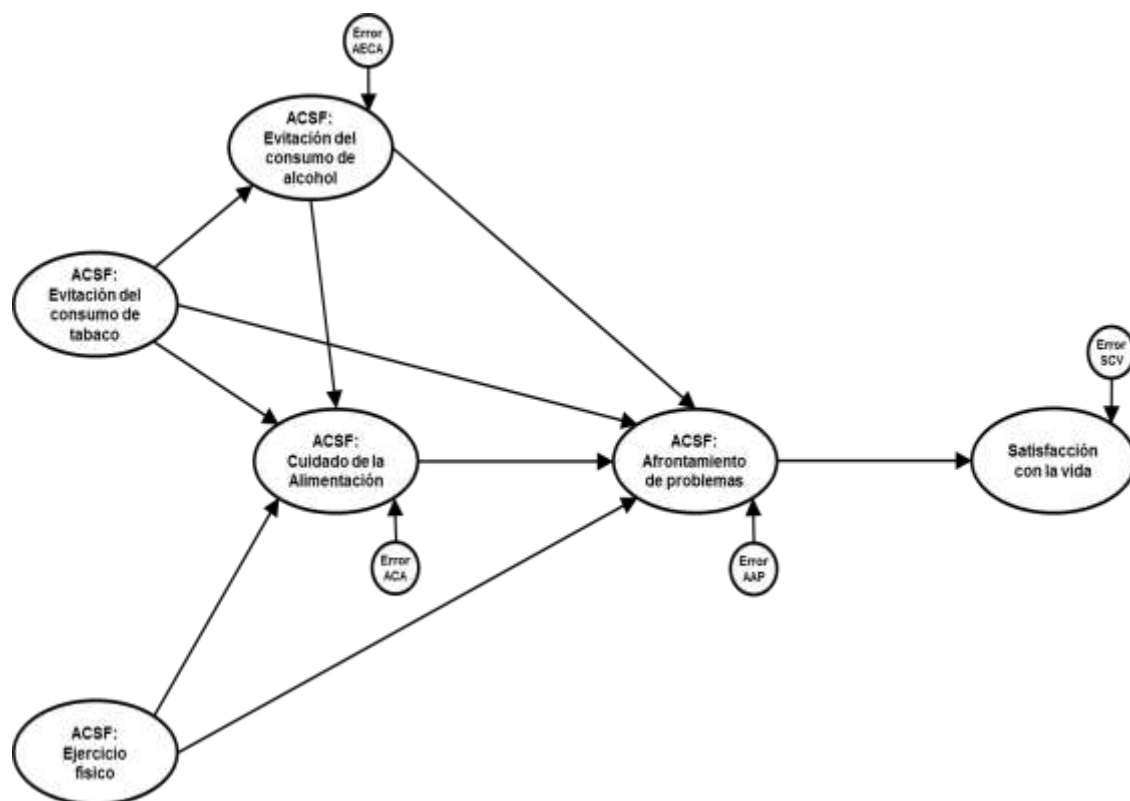 Error
AECA
ACSF:
Evitación del
consumo de
alcohol
ACSF:
Evitación del
consumo de
tabaco
Error
SCV
ACSF:
Cuidado de la
Alimentación
ACSF:
Afrontamiento
de problemas
Satisfacción
con la vida
Error
ACA
Error
AAP
ACSF:
Ejercicio
fisico